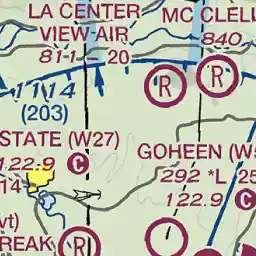 LA CENTER
VIEW-AIR
81-1 - 20
MC CLELL
840
R
R
1114
(203)
STATE (W27)
122.9 C
14
GOHEEN (W5
292 *L 25
122.9 C
vt)
REAK
R